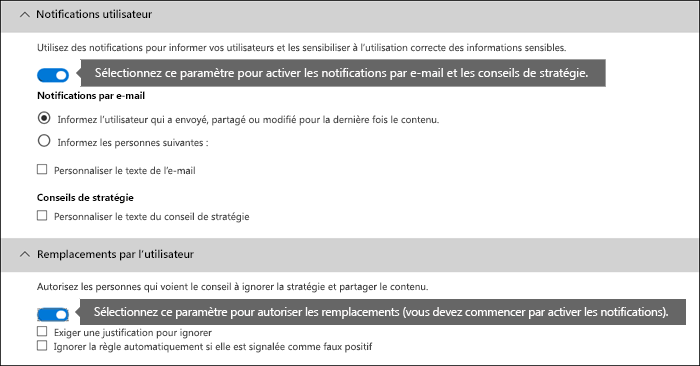 Notifications utilisateur
Utilisez des notifications pour informer vos utilisateurs et les sensibiliser à l'utilisation correcte des informations sensibles.
Sélectionnez ce paramètre pour activer les notifications par e-mail et les conseils de stratégie.
Notifications par e-mail
Informez l'utilisateur qui a envoyé, partagé ou modifié pour la dernière fois le contenu.
Informez les personnes suivantes :
Personnaliser le texte de l'e-mail
Conseils de stratégie
Personnaliser le texte du conseil de stratégie
Remplacements par l'utilisateur
Autorisez les personnes qui voient le conseil à ignorer la stratégie et partager le contenu.
Sélectionnez ce paramètre pour autoriser les remplacements (vous devez commencer par activer les notifications).
Exiger une justification pour ignorer
Ignorer la règle automatiquement si elle est signalée comme faux positif